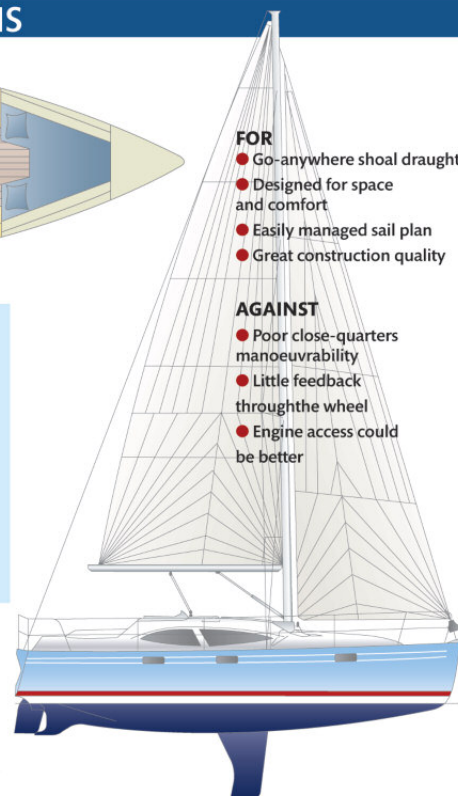 FOR
● Go-anywhere shoal draught
● Designed for space
and comfort
● Easily managed sail plan
● Great construction quality
AGAINST
● Poor close-quarters
manoeuvrability
● Little feedback
throughthe wheel
● Engine access could
be better